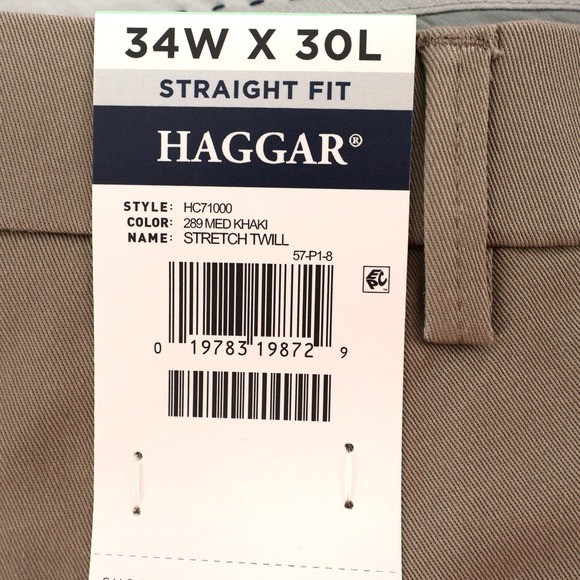 34W X 30L
STRAIGHT FIT
HAGGAR®
STYLE: HC71000
COLOR: 289 MED KHAKI
NAME: STRETCH TWILL
57-P1-8
EPC
0 19783 19872 9